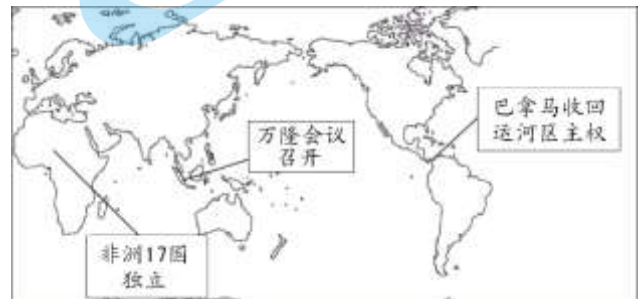 万隆会议
召开
巴拿马收回
运河区主权
非洲17国
独立